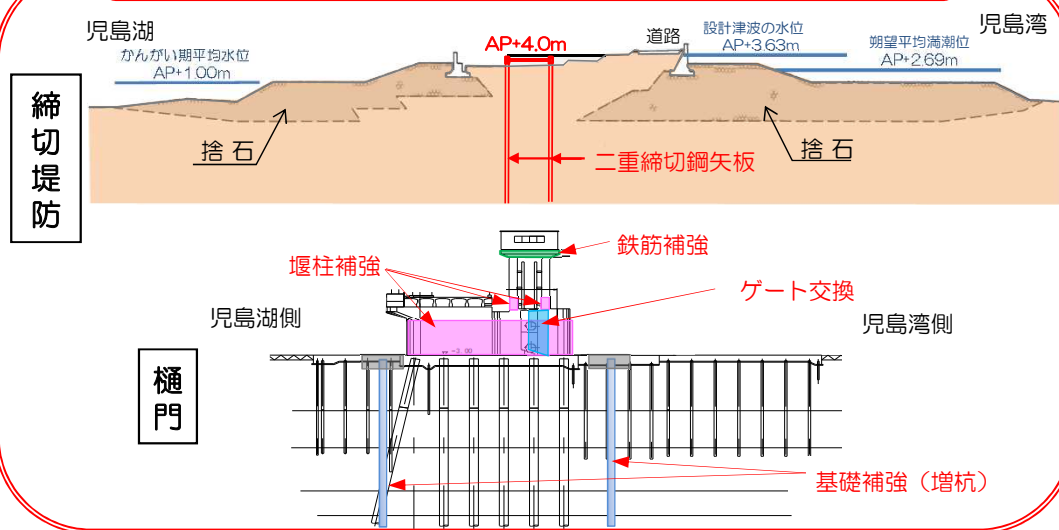 児島湖
かんがい期平均水位
AP+1.00m
AP+4.0m
道路
設計津波の水位
AP+3.63m
児島湾
朔望平均満潮位
AP+2.69m
締切堤防
捨石
二重締切鋼矢板
捨石
鉄筋補強
堰柱補強
ゲート交換
児島湖側
児島湾側
樋門
基礎補強（増杭）